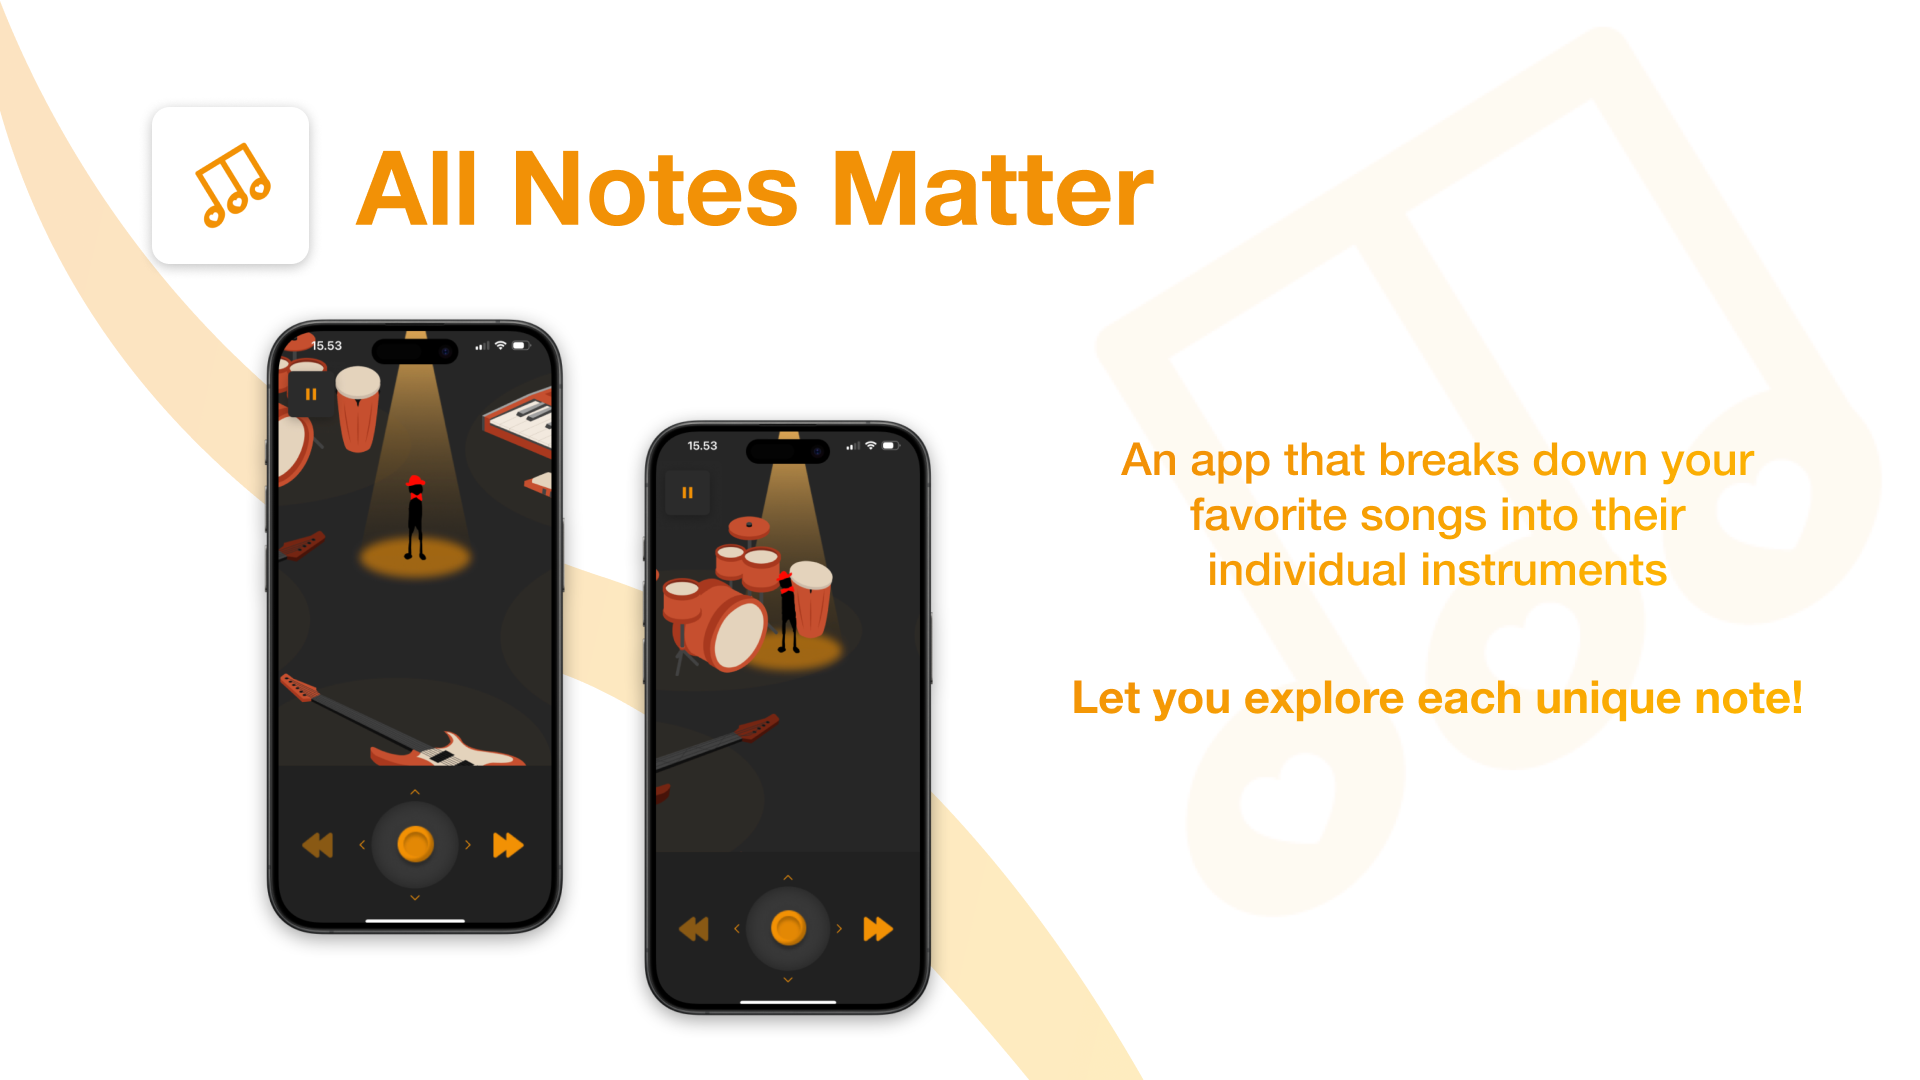 All Notes Matter
15.53
15.53
An app that breaks down your
favorite songs into their
individual instruments
Let you explore each unique note!